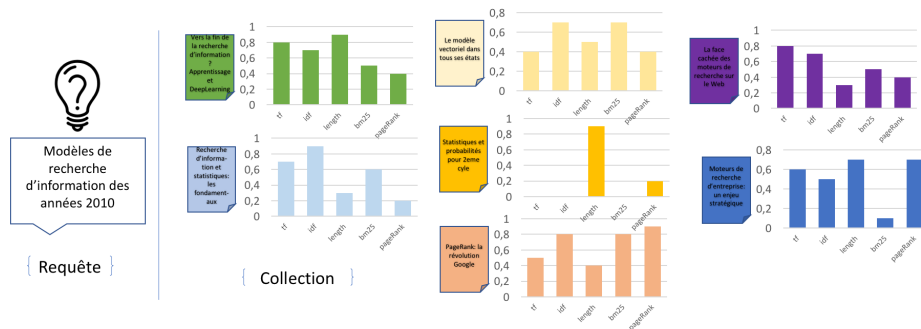 Modèles de
recherche
d'information des
années 2010
{ Requête }
Vers la fin de
la recherche
d'information
?
Apprentissage
et
DeepLearning
1
0,8
0,6
0,4
0,2
0
tf
idf
length
bm25
pageRank
Recherche
d'informa-
tion et
statistiques:
les
fondament-
aux
1
0,8
0,6
0,4
0,2
0
tf
idf
length
bm25
pageRank
{ Collection }
Le modèle
vectoriel dans
tous ses états
0,8
0,6
0,4
0,2
0
tf
idf
length
bm25
pageRank
Statistiques et
probabilités
pour 2eme
cyle
1
0,8
0,6
0,4
0,2
0
tf
idf
length
bm25
pageRank
PageRank: la
révolution
Google
1
0,8
0,6
0,4
0,2
0
tf
idf
length
bm25
pageRank
La face
cachée des
moteurs de
recherche sur
le Web
1
0,8
0,6
0,4
0,2
0
tf
idf
length
bm25
pageRank
Moteurs de
recherche
d'entreprise:
un enjeu
stratégique
0,8
0,6
0,4
0,2
0
tf
idf
length
bm25
pageRank